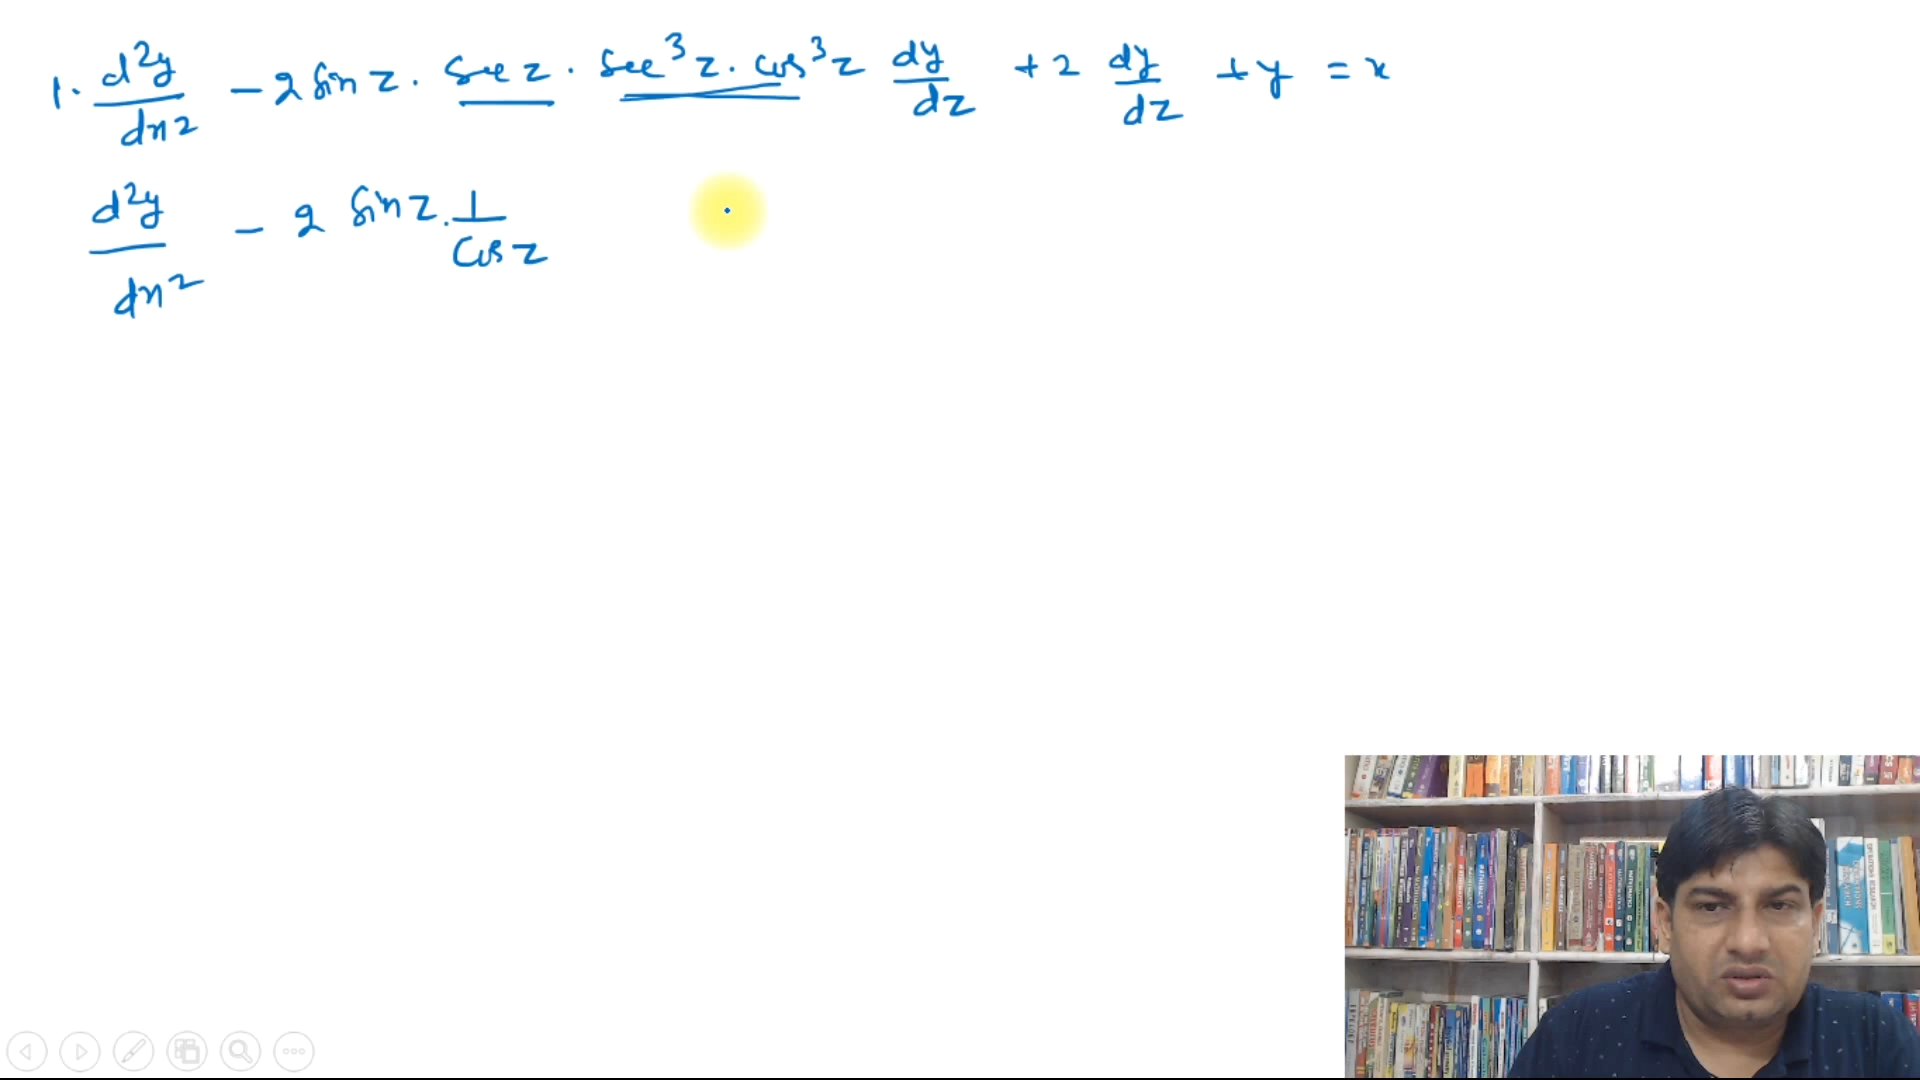 1. d²y/dx² - 2 sin z . sec z . sec³z . cos³z dy/dz + 2 dy/dz + y = x
d²y/dx² - 2 sin z . 1/cos z